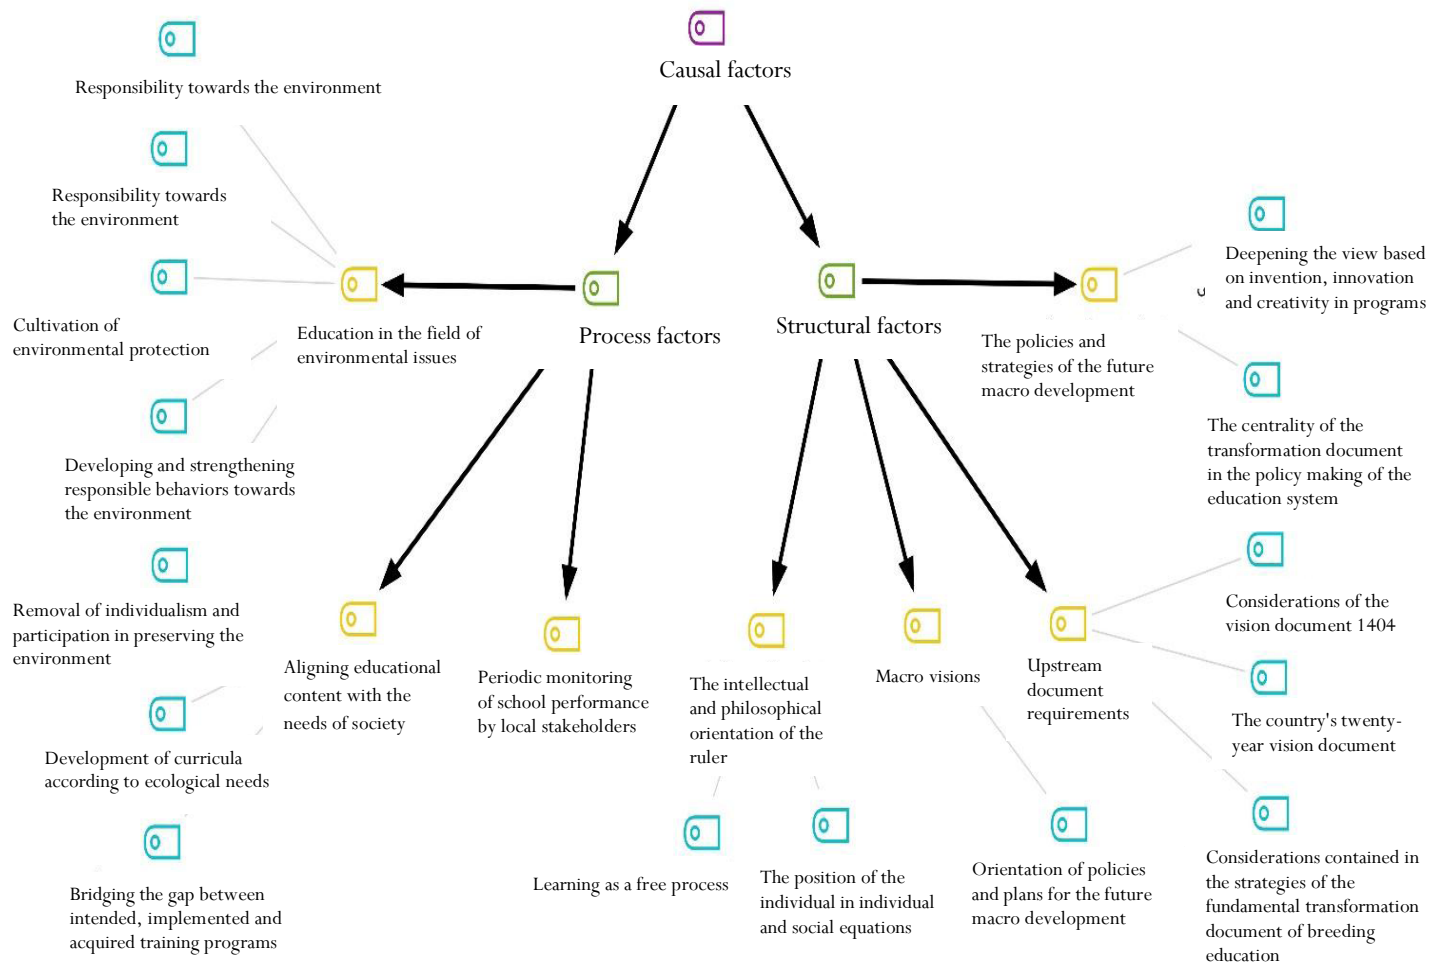 Causal factors
Responsibility towards the environment
Responsibility towards
the environment
Cultivation of
environmental protection
Education in the field of
environmental issues
Process factors
Structural factors
The policies and
strategies of the future
macro development
Deepening the view based
on invention, innovation
and creativity in programs
The centrality of the
transformation document
in the policy making of the
education system
Developing and strengthening
responsible behaviors towards
the environment
Removal of individualism and
participation in preserving the
environment
Development of curricula
according to ecological needs
Bridging the gap between
intended, implemented and
acquired training programs
Aligning educational
content with the
needs of society
Periodic monitoring
of school performance
by local stakeholders
The intellectual
and philosophical
orientation of the
ruler
Macro visions
Upstream
document
requirements
Considerations of the
vision document 1404
The country's twenty-
year vision document
Learning as a free process
The position of the
individual in individual
and social equations
Orientation of policies
and plans for the future
macro development
Considerations contained in
the strategies of the
fundamental transformation
document of breeding
education